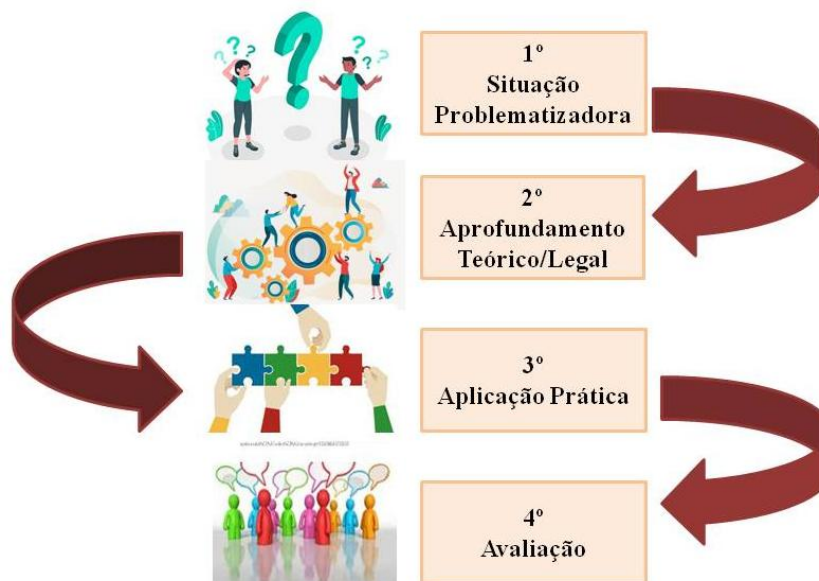 1º
Situação
Problematizadora
2º
Aprofundamento
Teórico/Legal
3º
Aplicação Prática
4º
Avaliação